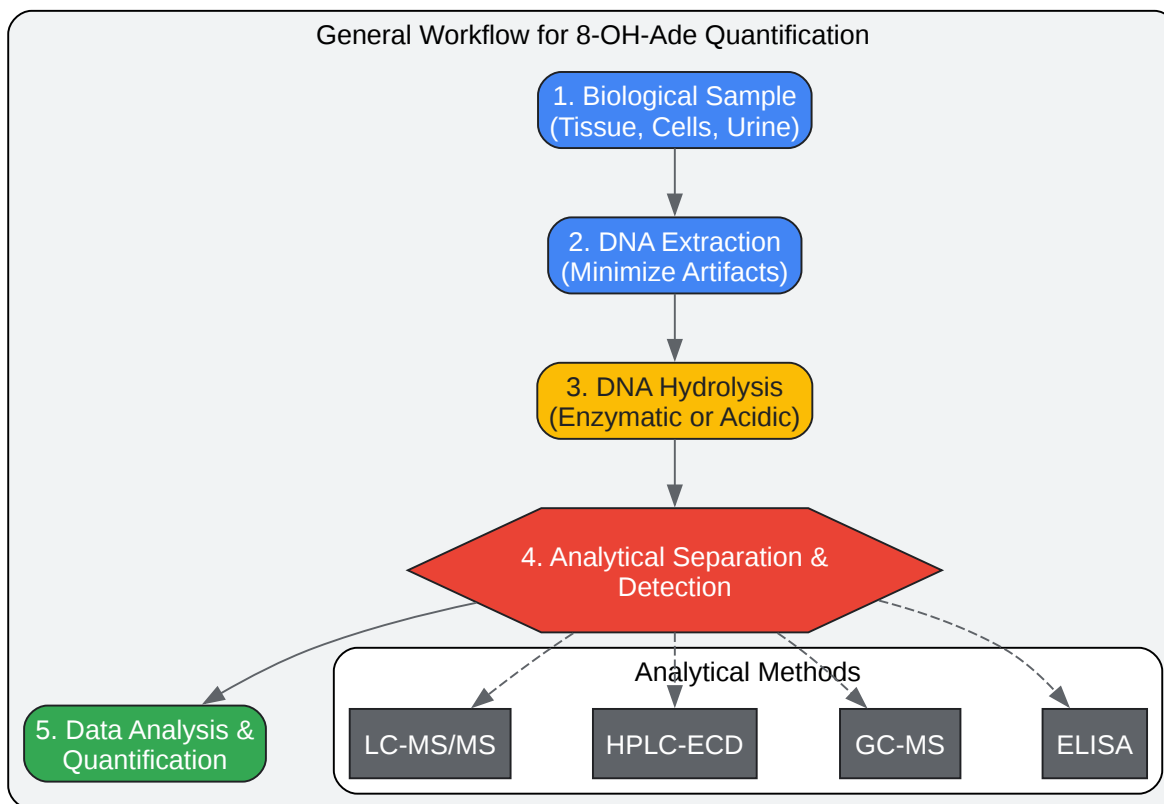 General Workflow for 8-OH-Ade Quantification
1. Biological Sample
(Tissue, Cells, Urine)
2. DNA Extraction
(Minimize Artifacts)
3. DNA Hydrolysis
(Enzymatic or Acidic)
4. Analytical Separation &
Detection
Analytical Methods
5. Data Analysis &
Quantification
LC-MS/MS
HPLC-ECD
GC-MS
ELISA